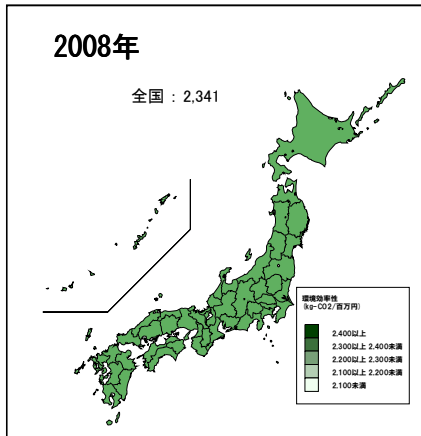 2008年
全国 : 2,341
環境効率性
(kg-CO2/百万円)
2,400以上
2,300以上 2,400未満
2,200以上 2,300未満
2,100以上 2,200未満
2,100未満